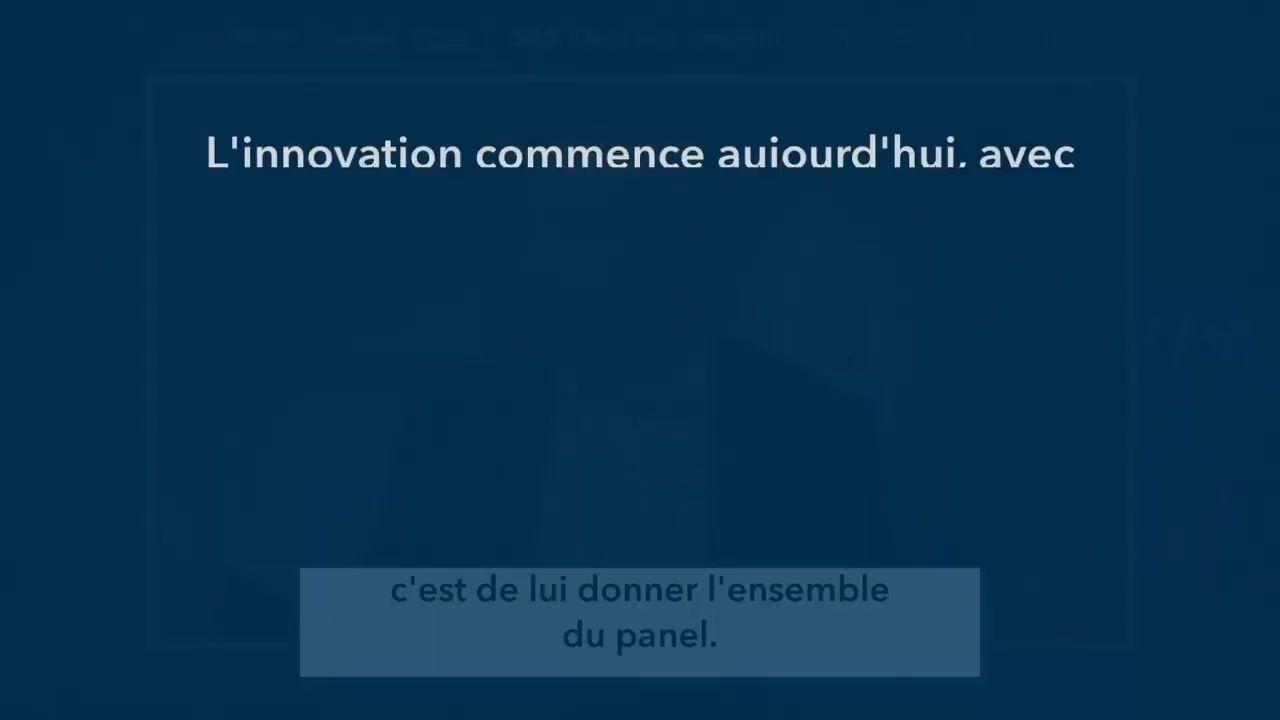 L'innovation commence aujourd'hui, avec
c'est de lui donner l'ensemble
du panel.